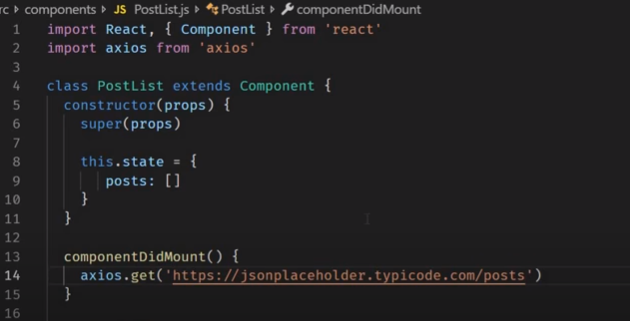 rc > components > JS PostList.js > PostList > componentDidMount
1 import React, { Component } from 'react'
2 import axios from 'axios'
3
4 class PostList extends Component {
5 constructor(props) {
6 super(props)
7
8 this.state = {
9 posts: []
10 }
11 }
12
13 componentDidMount() {
14 axios.get('https://jsonplaceholder.typicode.com/posts')
15 }
16